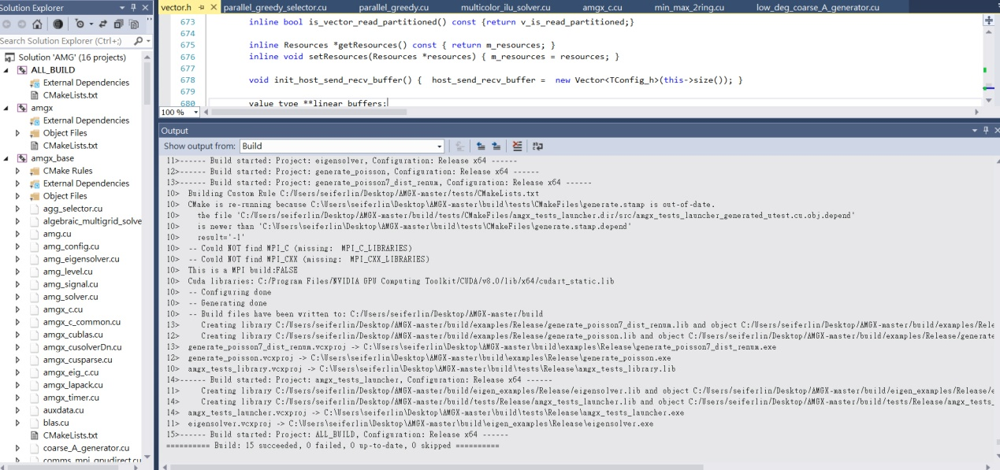 Solution Explorer
Search Solution Explorer (Ctrl+;)
Solution 'AMG' (16 projects)
ALL_BUILD
External Dependencies
CMakeLists.txt
amgx
External Dependencies
Object Files
CMakeLists.txt
amgx_base
CMake Rules
External Dependencies
Object Files
agg_selector.cu
algebraic_multigrid_solve
amg.cu
amg_config.cu
amg_eigensolver.cu
amg_level.cu
amg_signal.cu
amg_solver.cu
amgx_c.cu
amgx_c_common.cu
amgx_cublas.cu
amgx_cusolverDn.cu
amgx_cusparse.cu
amgx_eig_c.cu
amgx_lapack.cu
amgx_timer.cu
auxdata.cu
blas.cu
CMakeLists.txt
coarse_A_generator.cu
comms_mpi_gpudirect.cu
vector.h parallel_greedy_selector.cu parallel_greedy.cu multicolor_ilu_solver.cu amgx_c.cu min_max_2ring.cu low_deg_coarse_A_generator.cu
673 inline bool is_vector_read_partitioned() const {return v_is_read_partitioned;}
674
675 inline Resources *getResources() const { return m_resources; }
676 inline void setResources(Resources *resources) { m_resources = resources; }
677
678 void init_host_send_recv_buffer() { host_send_recv_buffer = new Vector<TConfig_h>(this->size()); }
679
680 value_type **linear_buffers;
100 %
Output
Show output from: Build
11>------ Build started: Project: eigensolver, Configuration: Release x64 ------
12>------ Build started: Project: generate_poisson, Configuration: Release x64 ------
13>------ Build started: Project: generate_poisson7_dist_renum, Configuration: Release x64 ------
10> Building Custom Rule C:/Users/seiferlin/Desktop/AMGX-master/tests/CMakeLists.txt
10> CMake is re-running because C:\Users\seiferlin\Desktop\AMGX-master\build\tests\CMakeFiles\generate.stamp is out-of-date.
10> the file 'C:/Users/seiferlin/Desktop/AMGX-master/build/tests/CMakeFiles/amgx_tests_launcher.dir/src/amgx_tests_launcher_generated_utest.cu.obj.depend'
10> is newer than 'C:\Users\seiferlin\Desktop\AMGX-master\build\tests\CMakeFiles\generate.stamp.depend'
10> result='-1'
10> -- Could NOT find MPI_C (missing: MPI_C_LIBRARIES)
10> -- Could NOT find MPI_CXX (missing: MPI_CXX_LIBRARIES)
10> This is a MPI build:FALSE
10> Cuda libraries: C:/Program Files/NVIDIA GPU Computing Toolkit/CUDA/v8.0/lib/x64/cudart_static.lib
10> -- Configuring done
10> -- Generating done
10> -- Build files have been written to: C:/Users/seiferlin/Desktop/AMGX-master/build
13> Creating library C:/Users/seiferlin/Desktop/AMGX-master/build/examples/Release/generate_poisson7_dist_renum.lib and object C:/Users/seiferlin/Desktop/AMGX-master/build/examples/Rele
12> Creating library C:/Users/seiferlin/Desktop/AMGX-master/build/examples/Release/generate_poisson.lib and object C:/Users/seiferlin/Desktop/AMGX-master/build/examples/Release/generate
13> generate_poisson7_dist_renum.vcxproj -> C:\Users\seiferlin\Desktop\AMGX-master\build\examples\Release\generate_poisson7_dist_renum.exe
12> generate_poisson.vcxproj -> C:\Users\seiferlin\Desktop\AMGX-master\build\examples\Release\generate_poisson.exe
10> amgx_tests_library.vcxproj -> C:\Users\seiferlin\Desktop\AMGX-master\build\tests\Release\amgx_tests_library.lib
14>------ Build started: Project: amgx_tests_launcher, Configuration: Release x64 ------
11> Creating library C:/Users/seiferlin/Desktop/AMGX-master/build/eigen_examples/Release/eigensolver.lib and object C:/Users/seiferlin/Desktop/AMGX-master/build/eigen_examples/Release/e
14> Creating library C:/Users/seiferlin/Desktop/AMGX-master/build/tests/Release/amgx_tests_launcher.lib and object C:/Users/seiferlin/Desktop/AMGX-master/build/tests/Release/amgx_tests_
14> amgx_tests_launcher.vcxproj -> C:\Users\seiferlin\Desktop\AMGX-master\build\tests\Release\amgx_tests_launcher.exe
11> eigensolver.vcxproj -> C:\Users\seiferlin\Desktop\AMGX-master\build\eigen_examples\Release\eigensolver.exe
15>------ Build started: Project: ALL_BUILD, Configuration: Release x64 ------
========== Build: 15 succeeded, 0 failed, 0 up-to-date, 0 skipped ==========